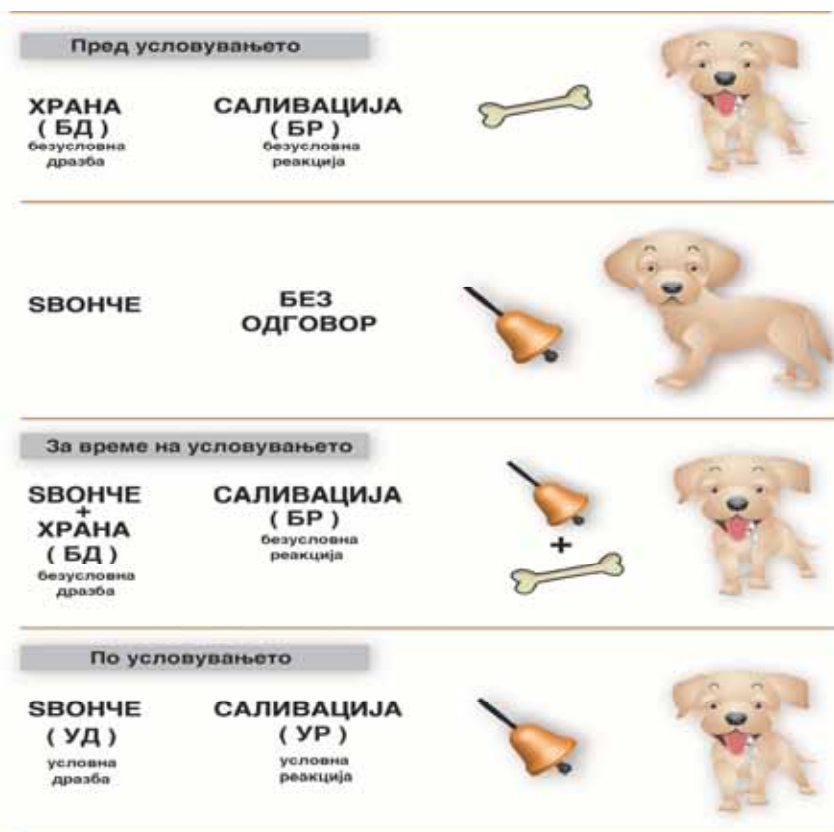 Пред условувањето
ХРАНА
( БД )
безусловна
дразба
САЛИВАЦИЈА
( БР )
безусловна
реакција
ЅВОНЧЕ
БЕЗ
ОДГОВОР
За време на условувањето
ЅВОНЧЕ
+
ХРАНА
( БД )
безусловна
дразба
САЛИВАЦИЈА
( БР )
безусловна
реакција
+
По условувањето
ЅВОНЧЕ
( УД )
условна
дразба
САЛИВАЦИЈА
( УР )
условна
реакција